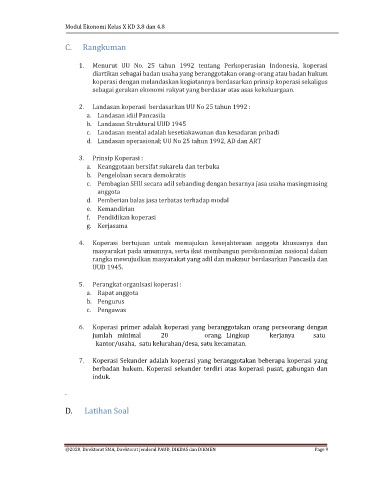 Modul Ekonomi Kelas X KD 3.8 dan 4.8
C. Rangkuman
1. Menurut UU No. 25 tahun 1992 tentang Perkoperasian Indonesia, koperasi
diartikan sebagai badan usaha yang beranggotakan orang-orang atau badan hukum
koperasi dengan melandaskan kegiatannya berdasarkan prinsip koperasi sekaligus
sebagai gerakan ekonomi rakyat yang berdasar atas asas kekeluargaan.
2. Landasan koperasi berdasarkan UU No 25 tahun 1992 :
a. Landasan idiil Pancasila
b. Landasan Struktural UUD 1945
c. Landasan mental adalah kesetiakawanan dan kesadaran pribadi
d. Landasan operasional; UU No 25 tahun 1992, AD dan ART
3. Prinsip Koperasi :
a. Keanggotaan bersifat sukarela dan terbuka
b. Pengelolaan secara demokratis
c. Pembagian SHU secara adil sebanding dengan besarnya jasa usaha masingmasing
anggota
d. Pemberian balas jasa terbatas terhadap modal
e. Kemandirian
f. Pendidikan koperasi
g. Kerjasama
4. Koperasi bertujuan untuk memajukan kesejahteraan anggota khususnya dan
masyarakat pada umumnya, serta ikut membangun perekonomian nasional dalam
rangka mewujudkan masyarakat yang adil dan makmur berdasarkan Pancasila dan
UUD 1945.
5. Perangkat organisasi koperasi :
a. Rapat anggota
b. Pengurus
c. Pengawas
6. Koperasi primer adalah koperasi yang beranggotakan orang perseorang dengan
jumlah minimal 20 orang. Lingkup kerjanya satu
kantor/usaha, satu kelurahan/desa, satu kecamatan.
7. Koperasi Sekunder adalah koperasi yang beranggotakan beberapa koperasi yang
berbadan hukum. Koperasi sekunder terdiri atas koperasi pusat, gabungan dan
induk.
.
D. Latihan Soal
@2020, Direktorat SMA, Direktorat Jenderal PAUD, DIKDAS dan DIKMEN Page 9